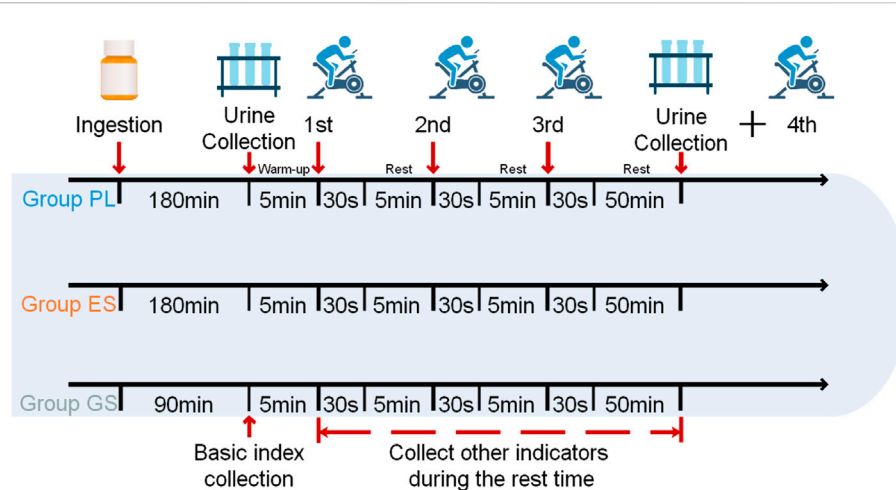 Ingestion
Urine
Collection
1st
2nd
3rd
Urine
Collection
+
4th
Warm-up
Rest
Rest
Rest
Group PL
180min
5min
30s
5min
30s
5min
30s
50min
Group ES
180min
5min
30s
5min
30s
5min
30s
50min
Group GS
90min
5min
30s
5min
30s
5min
30s
50min
Basic index
collection
Collect other indicators
during the rest time